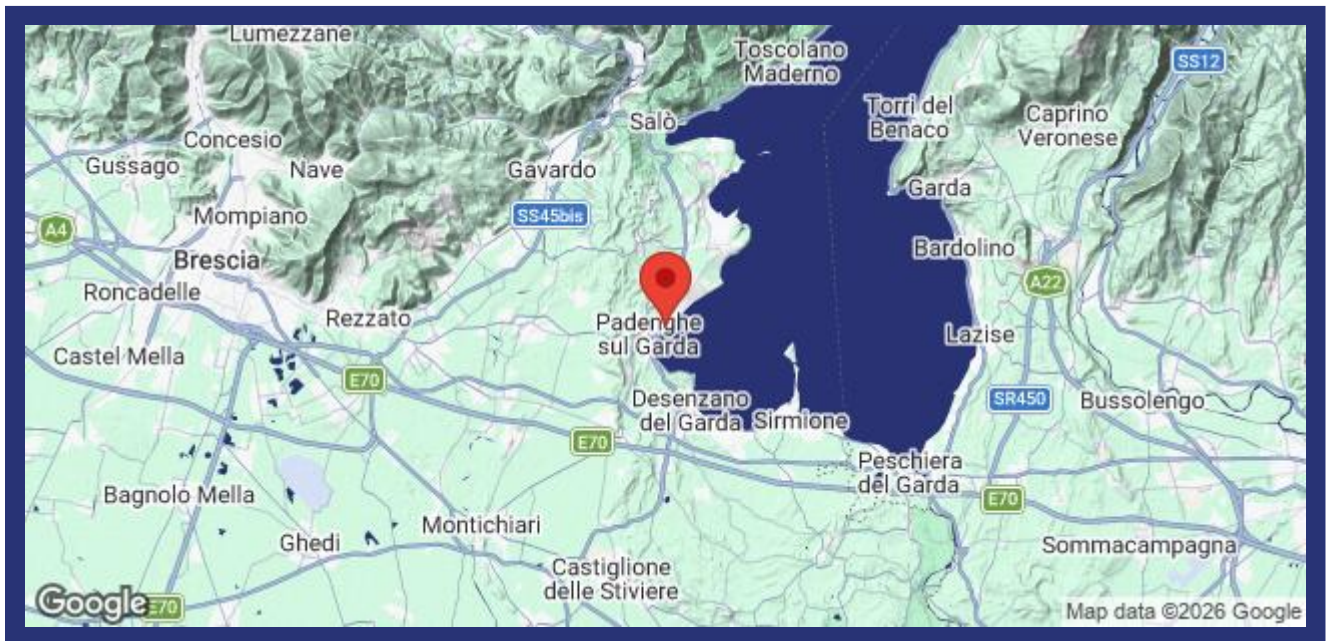 Lumezzane
Toscolano
Maderno
SS12
Concesio
Salò
Torri del
Benaco
Caprino
Veronese
Gussago
Nave
Gavardo
Garda
Mompiano
SS45bis
A4
Brescia
Bardolino
A22
Roncadelle
Rezzato
Padenghe
sul Garda
Lazise
Castel Mella
E70
Desenzano
del Garda
Sirmione
SR450
Bussolengo
E70
Peschiera
del Garda
Bagnolo Mella
E70
Montichiari
Ghedi
Sommacampagna
Castiglione
delle Stiviere
Google
E70
Map data ©2026 Google